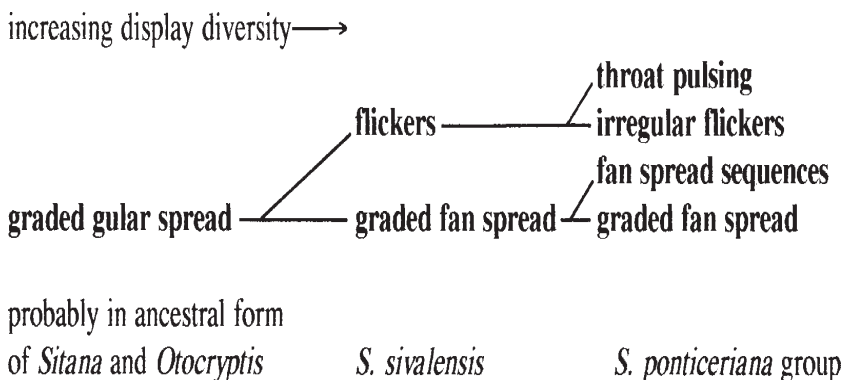 increasing display diversity⟶
throat pulsing
flickers
irregular flickers
fan spread sequences
graded gular spread
graded fan spread
graded fan spread
probably in ancestral form
of Sitana and Otocryptis
S. sivalensis
S. ponticeriana group